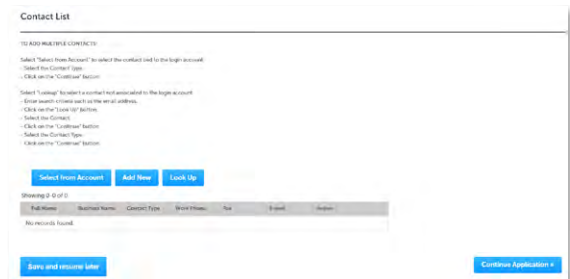 Contact List
TO ADD MULTIPLE CONTACTS:
Select "Select from Account" to select the contact tied to the login account.
- Select the Contact Type.
- Click on the "Continue" button.
Select "Lookup" to select a contact not associated to the login account.
- Enter search criteria such as the email address.
- Click on the "Look Up" button.
- Select the Contact.
- Click on the "Continue" button.
- Select the Contact Type.
- Click on the "Continue" button.
Select from Account Add New Look Up
Showing 0-0 of 0
Full Name Business Name Contact Type Work Phone Fax E-mail Action
No records found.
Save and resume later Continue Application »